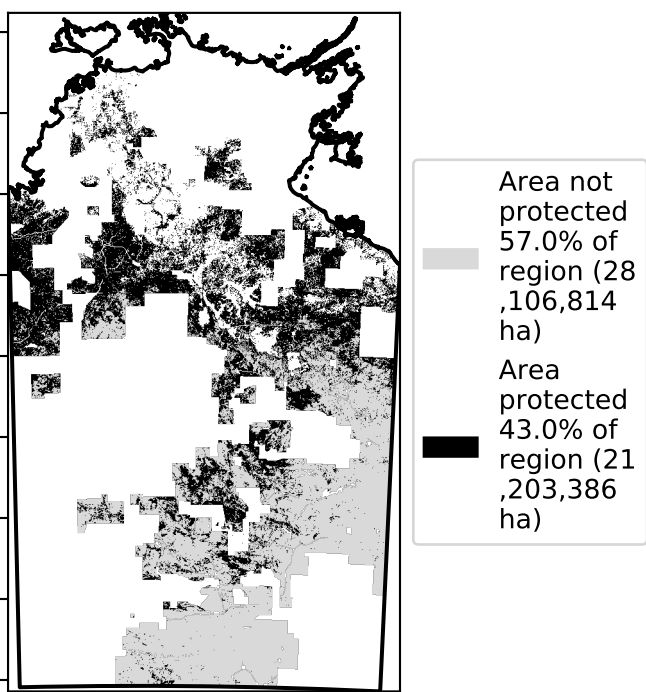 Area not
protected
57.0% of
region (28
,106,814
ha)
Area
protected
43.0% of
region (21
,203,386
ha)